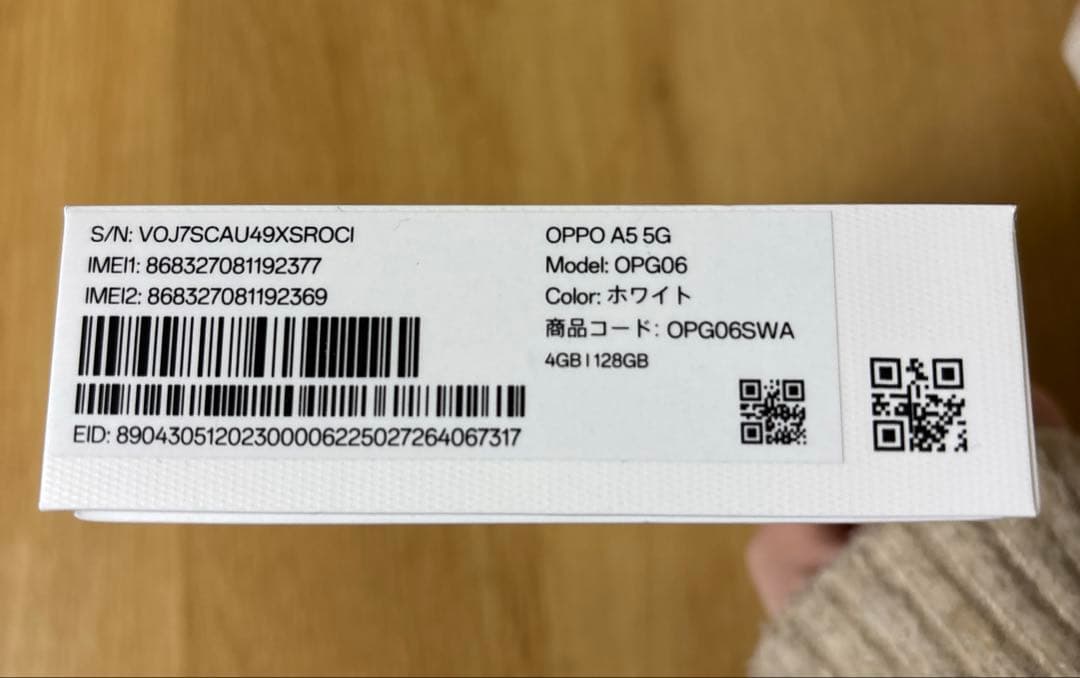 S/N: VOJ7SCAU49XSROCI
IMEI1: 868327081192377
IMEI2: 868327081192369
EID: 89043051202300006225027264067317
OPPO A5 5G
Model: OPG06
Color: ホワイト
商品コード: OPG06SWA
4GB | 128GB